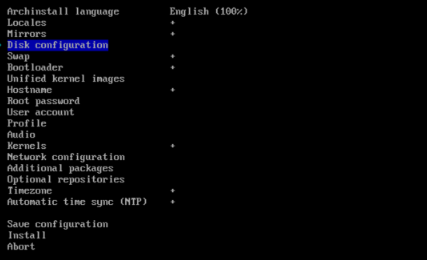 Archinstall language English (100%)
Locales +
Mirrors +
Disk configuration
Swap +
Bootloader +
Unified kernel images
Hostname +
Root password
User account
Profile
Audio
Kernels +
Network configuration
Additional packages
Optional repositories
Timezone +
Automatic time sync (NTP) +
Save configuration
Install
Abort